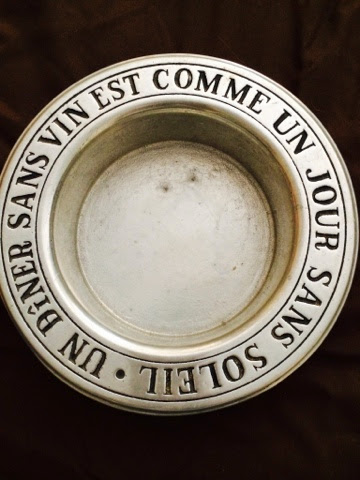 UN DîNER SANS VIN EST COMME UN JOUR SANS SOLEIL •